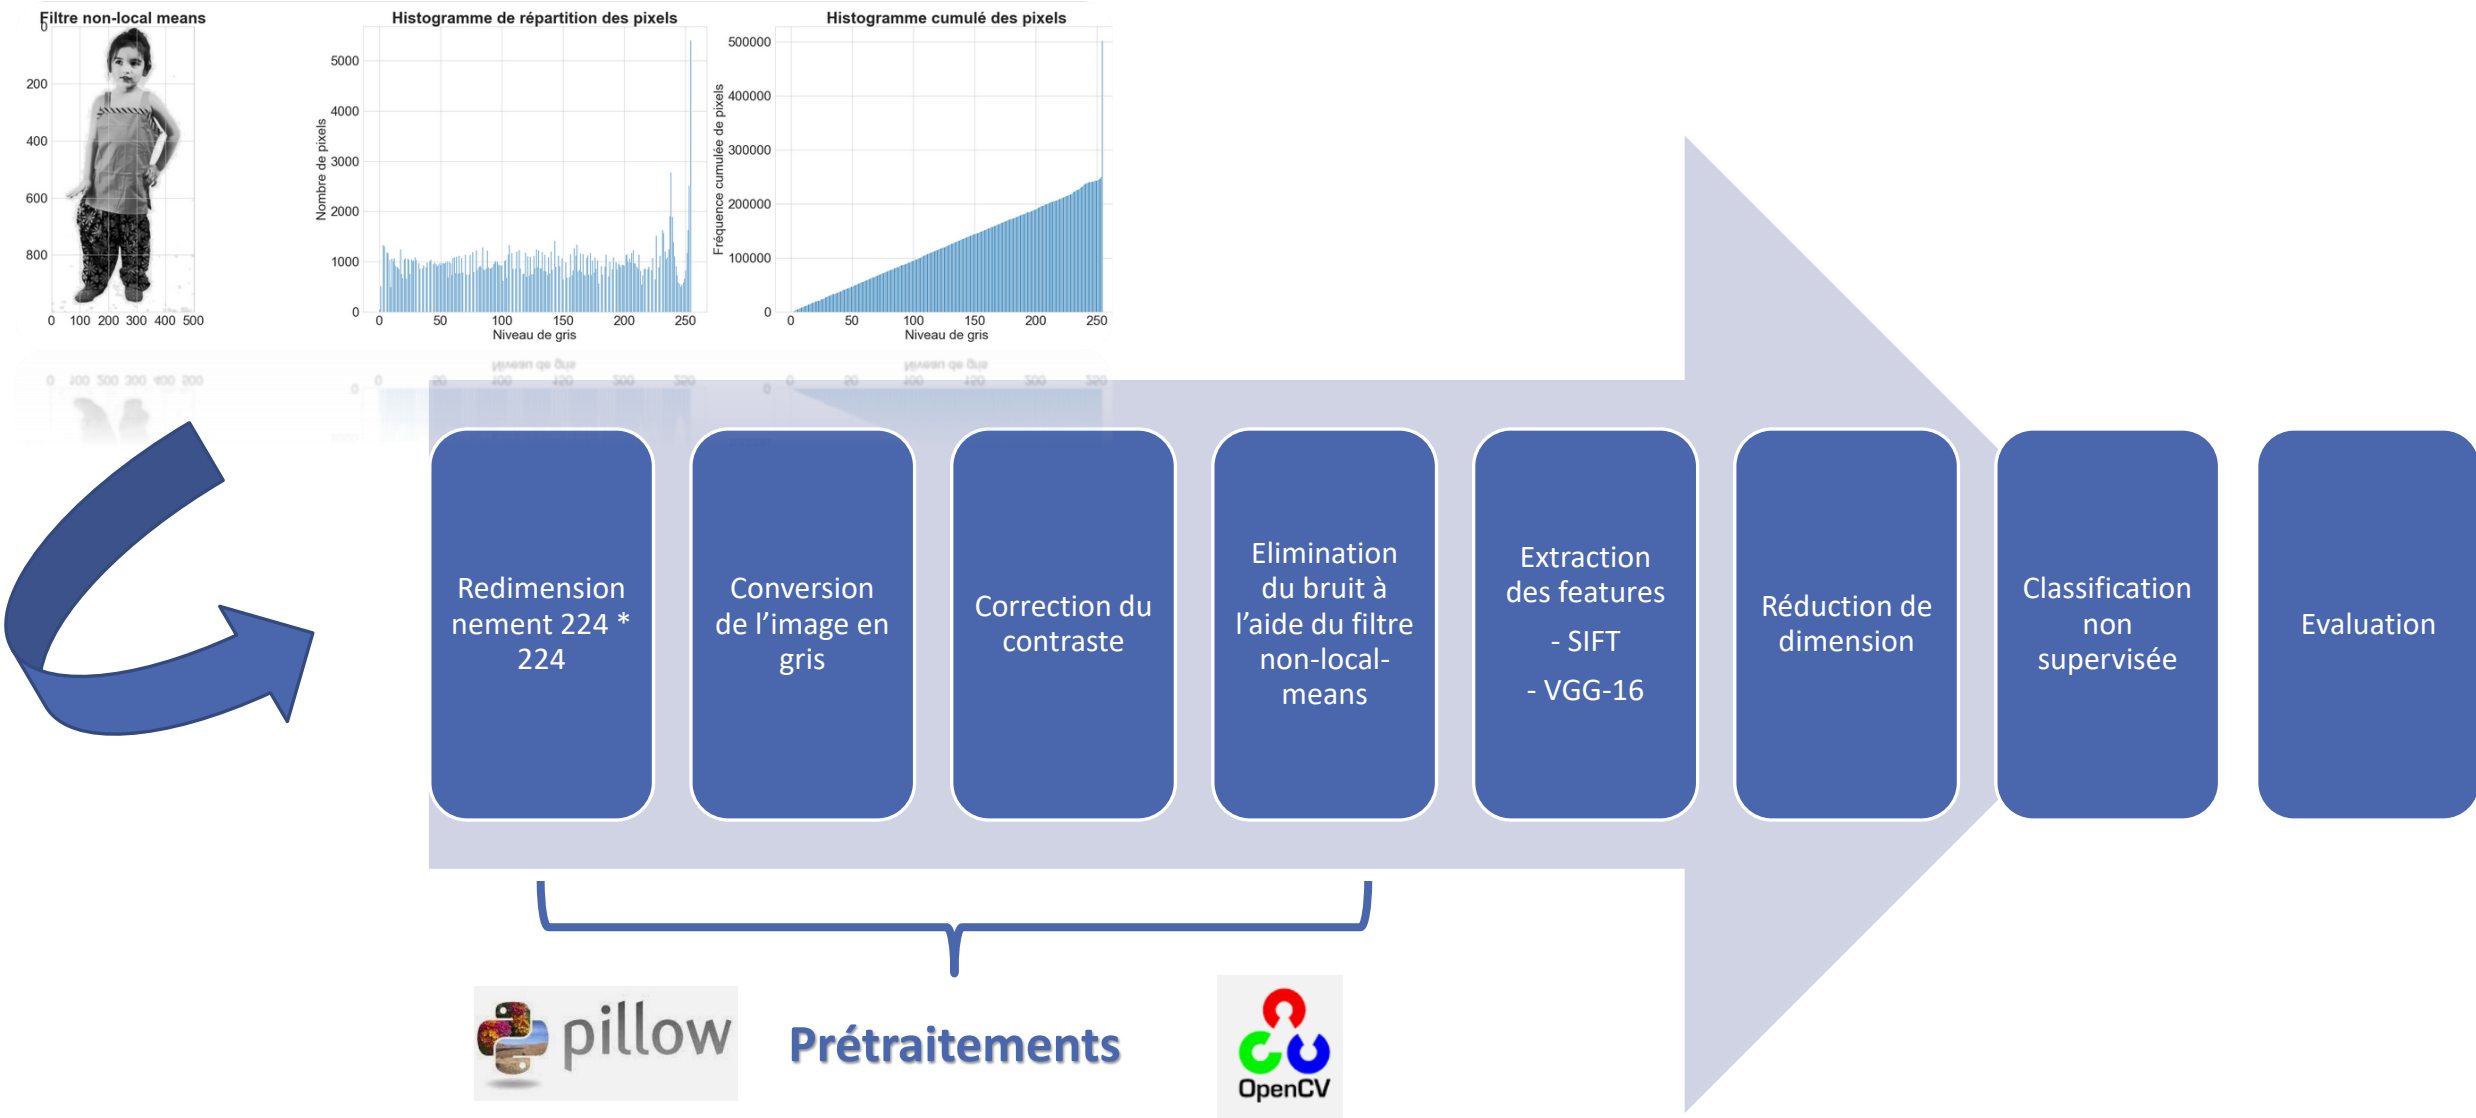 Filtre non-local means
0
200
400
600
800
0 100 200 300 400 500
Histogramme de répartition des pixels
Nombre de pixels
5000
4000
3000
2000
1000
0
0 50 100 150 200 250
Niveau de gris
Histogramme cumulé des pixels
Fréquence cumulée de pixels
500000
400000
300000
200000
100000
0
0 50 100 150 200 250
Niveau de gris
Redimension
nement 224 *
224
Conversion
de l’image en
gris
Correction du
contraste
Elimination
du bruit à
l’aide du filtre
non-local-
means
Extraction
des features
- SIFT
- VGG-16
Réduction de
dimension
Classification
non
supervisée
Evaluation
pillow
Prétraitements
OpenCV